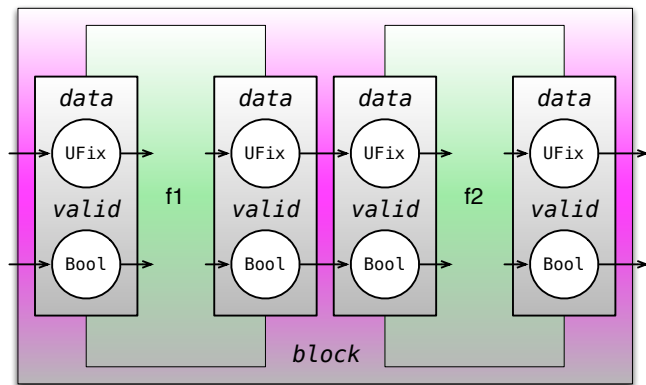 data data data data
UFix UFix UFix UFix
f1 f2
valid valid valid valid
Bool Bool Bool Bool
block